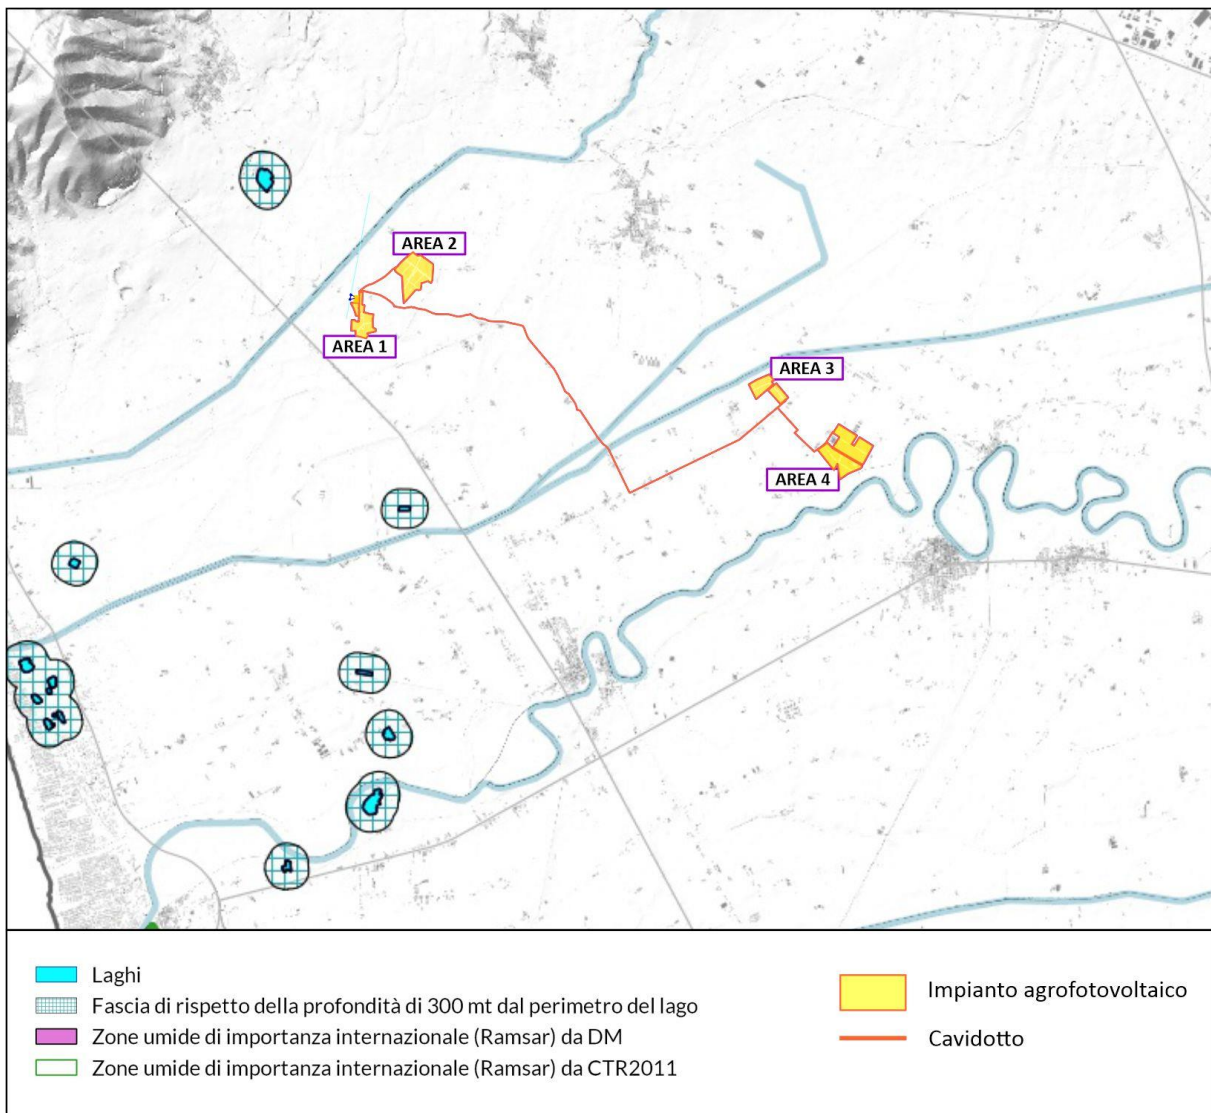 AREA 2
AREA 1
AREA 3
AREA 4
Laghi
Fascia di rispetto della profondità di 300 mt dal perimetro del lago
Zone umide di importanza internazionale (Ramsar) da DM
Zone umide di importanza internazionale (Ramsar) da CTR2011
Impianto agrofotovoltaico
Cavidotto